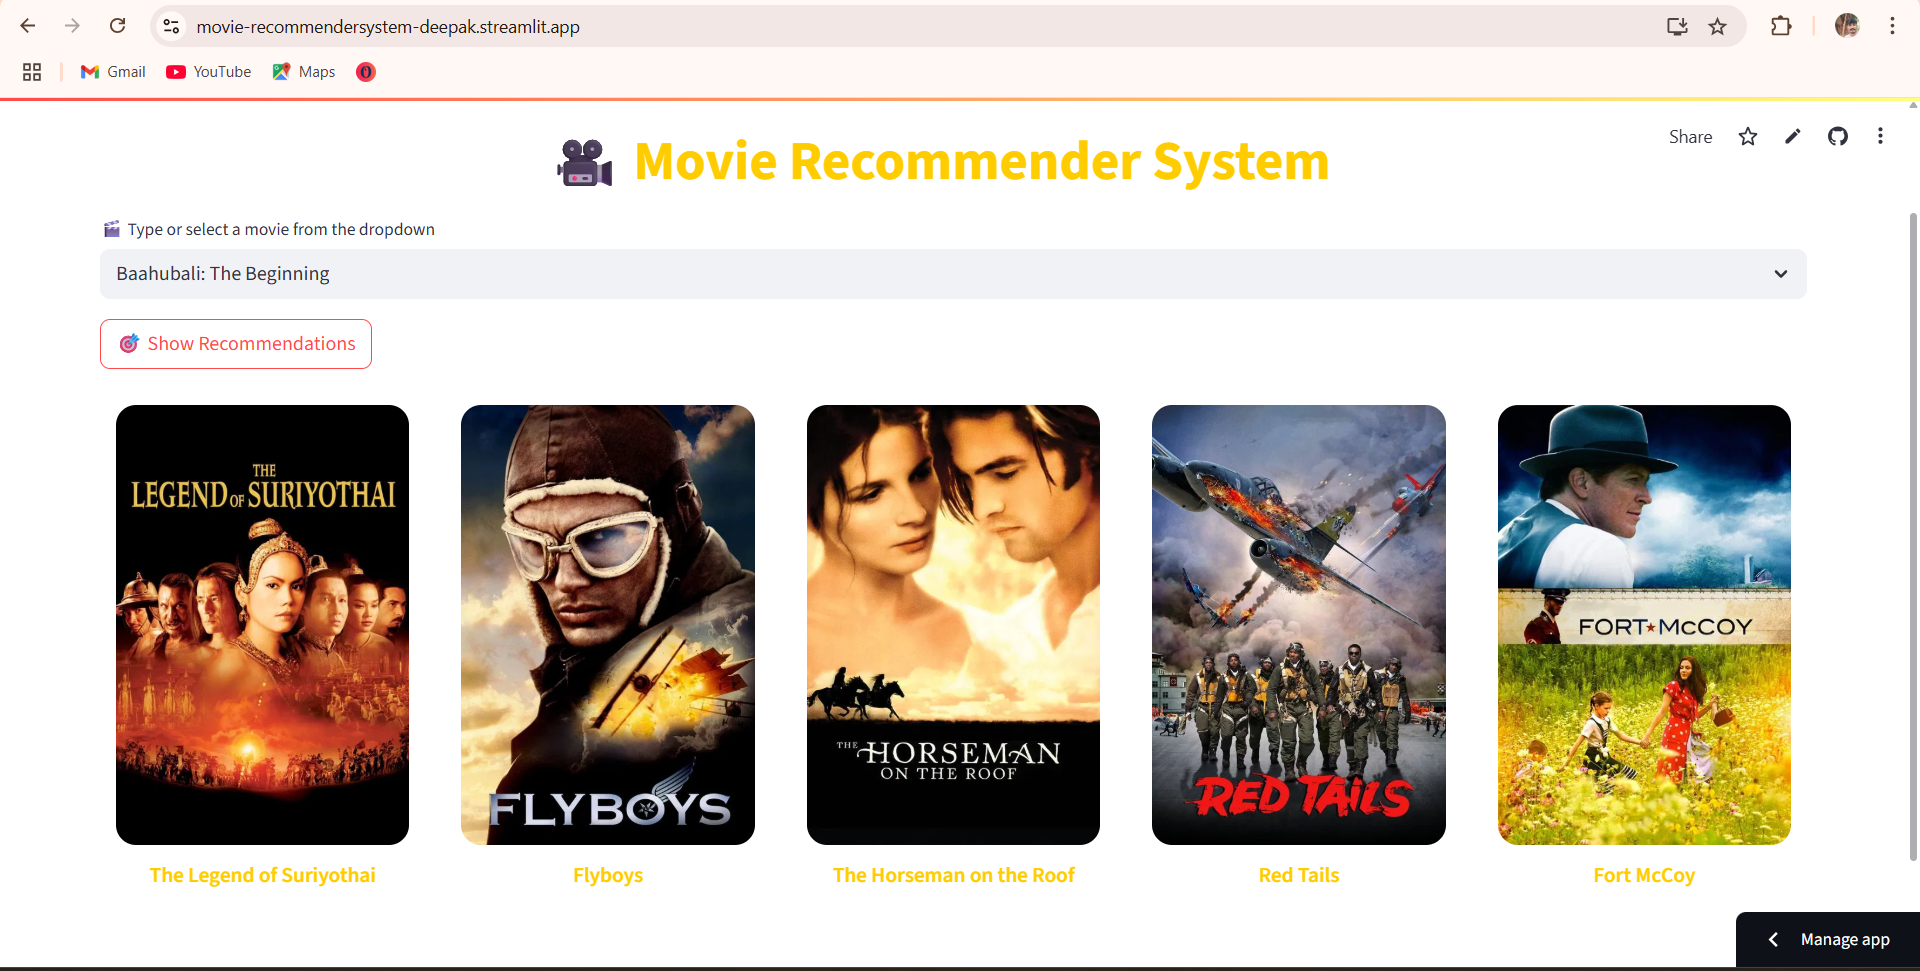 movie-recommendersystem-deepak.streamlit.app
Gmail
YouTube
Maps
Share
Movie Recommender System
Type or select a movie from the dropdown
Baahubali: The Beginning
Show Recommendations
THE
LEGEND OF SURIYOTHAI
FLYBOYS
THE HORSEMAN
ON THE ROOF
RED TAILS
FORT★McCOY
The Legend of Suriyothai
Flyboys
The Horseman on the Roof
Red Tails
Fort McCoy
Manage app